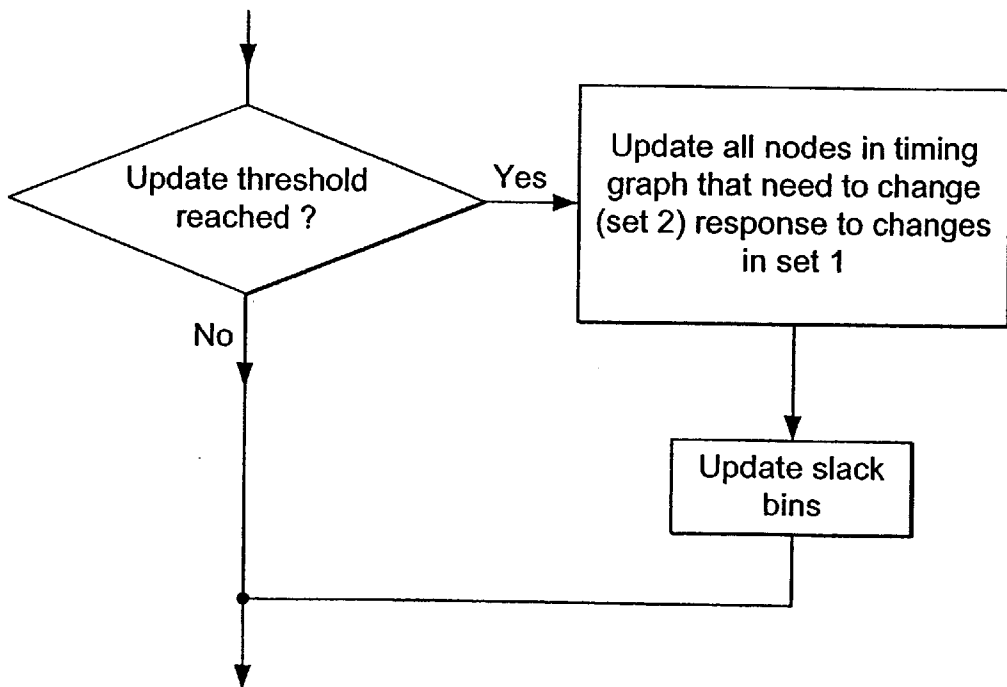 Update threshold
reached ?
Yes
Update all nodes in timing
graph that need to change
(set 2) response to changes
in set 1
No
Update slack
bins